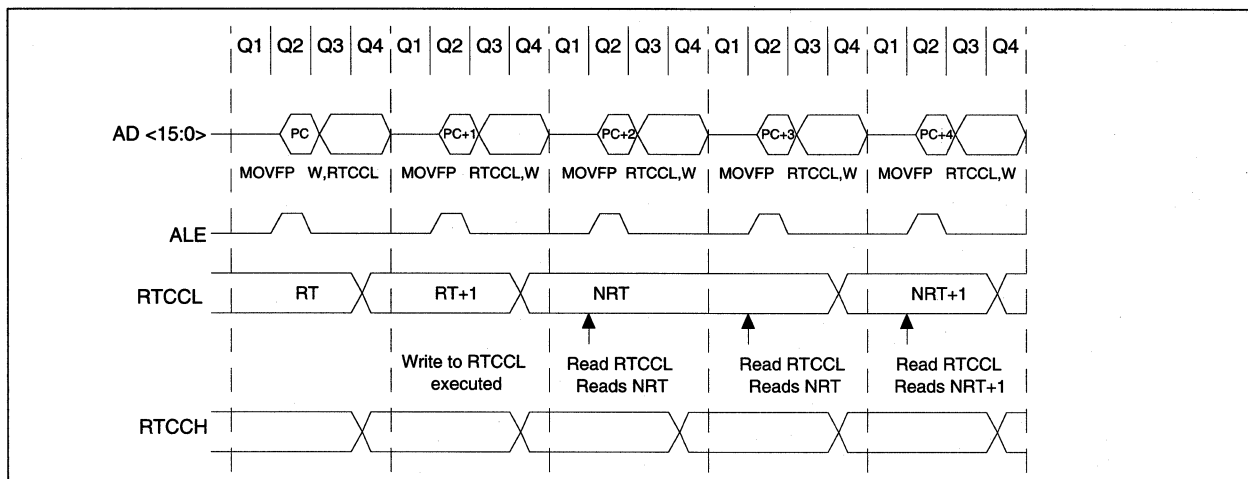 Q1 Q2 Q3 Q4 Q1 Q2 Q3 Q4 Q1 Q2 Q3 Q4 Q1 Q2 Q3 Q4 Q1 Q2 Q3 Q4
AD <15:0> PC PC+1 PC+2 PC+3 PC+4
MOVFP W,RTCCL MOVFP RTCCL,W MOVFP RTCCL,W MOVFP RTCCL,W MOVFP RTCCL,W
ALE
RTCCL RT RT+1 NRT NRT+1
Write to RTCCL Read RTCCL Read RTCCL Read RTCCL
executed Reads NRT Reads NRT Reads NRT+1
RTCCH